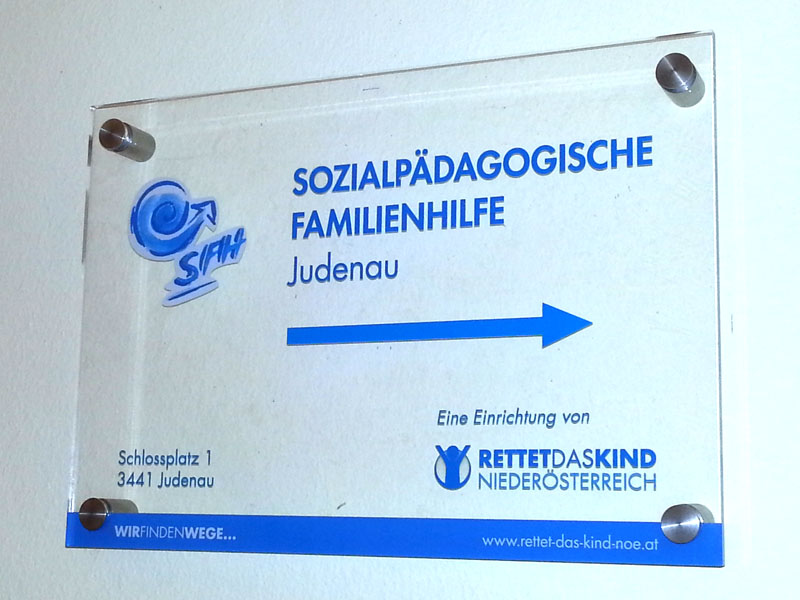 SOZIALPÄDAGOGISCHE
FAMILIENHILFE
Judenau
SFH
Eine Einrichtung von
RETTETDASKIND
NIEDERÖSTERREICH
Schlossplatz 1
3441 Judenau
WIRFINDENWEGE...
www.rettet-das-kind-noe.at